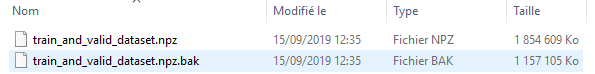 Nom Modifié le Type Taille
train_and_valid_dataset.npz 15/09/2019 12:35 Fichier NPZ 1 854 609 Ko
train_and_valid_dataset.npz.bak 15/09/2019 12:35 Fichier BAK 1 157 105 Ko